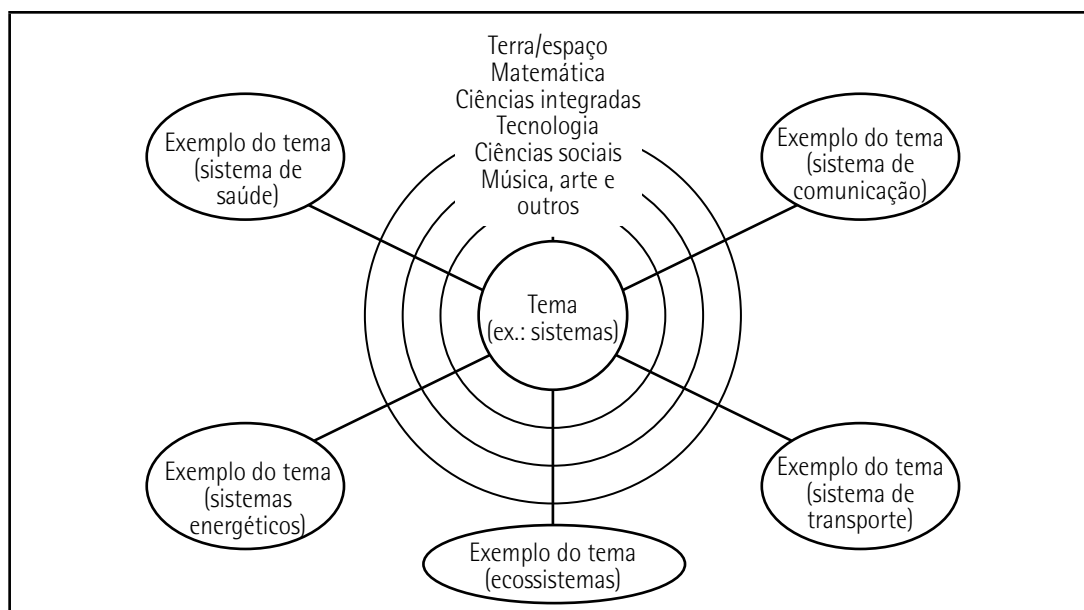 Terra/espaço
Matemática
Ciências integradas
Tecnologia
Ciências sociais
Música, arte e
outros
Exemplo do tema
(sistema de
saúde)
Exemplo do tema
(sistema de
comunicação)
Tema
(ex.: sistemas)
Exemplo do tema
(sistemas
energéticos)
Exemplo do tema
(sistema de
transporte)
Exemplo do tema
(ecossistemas)